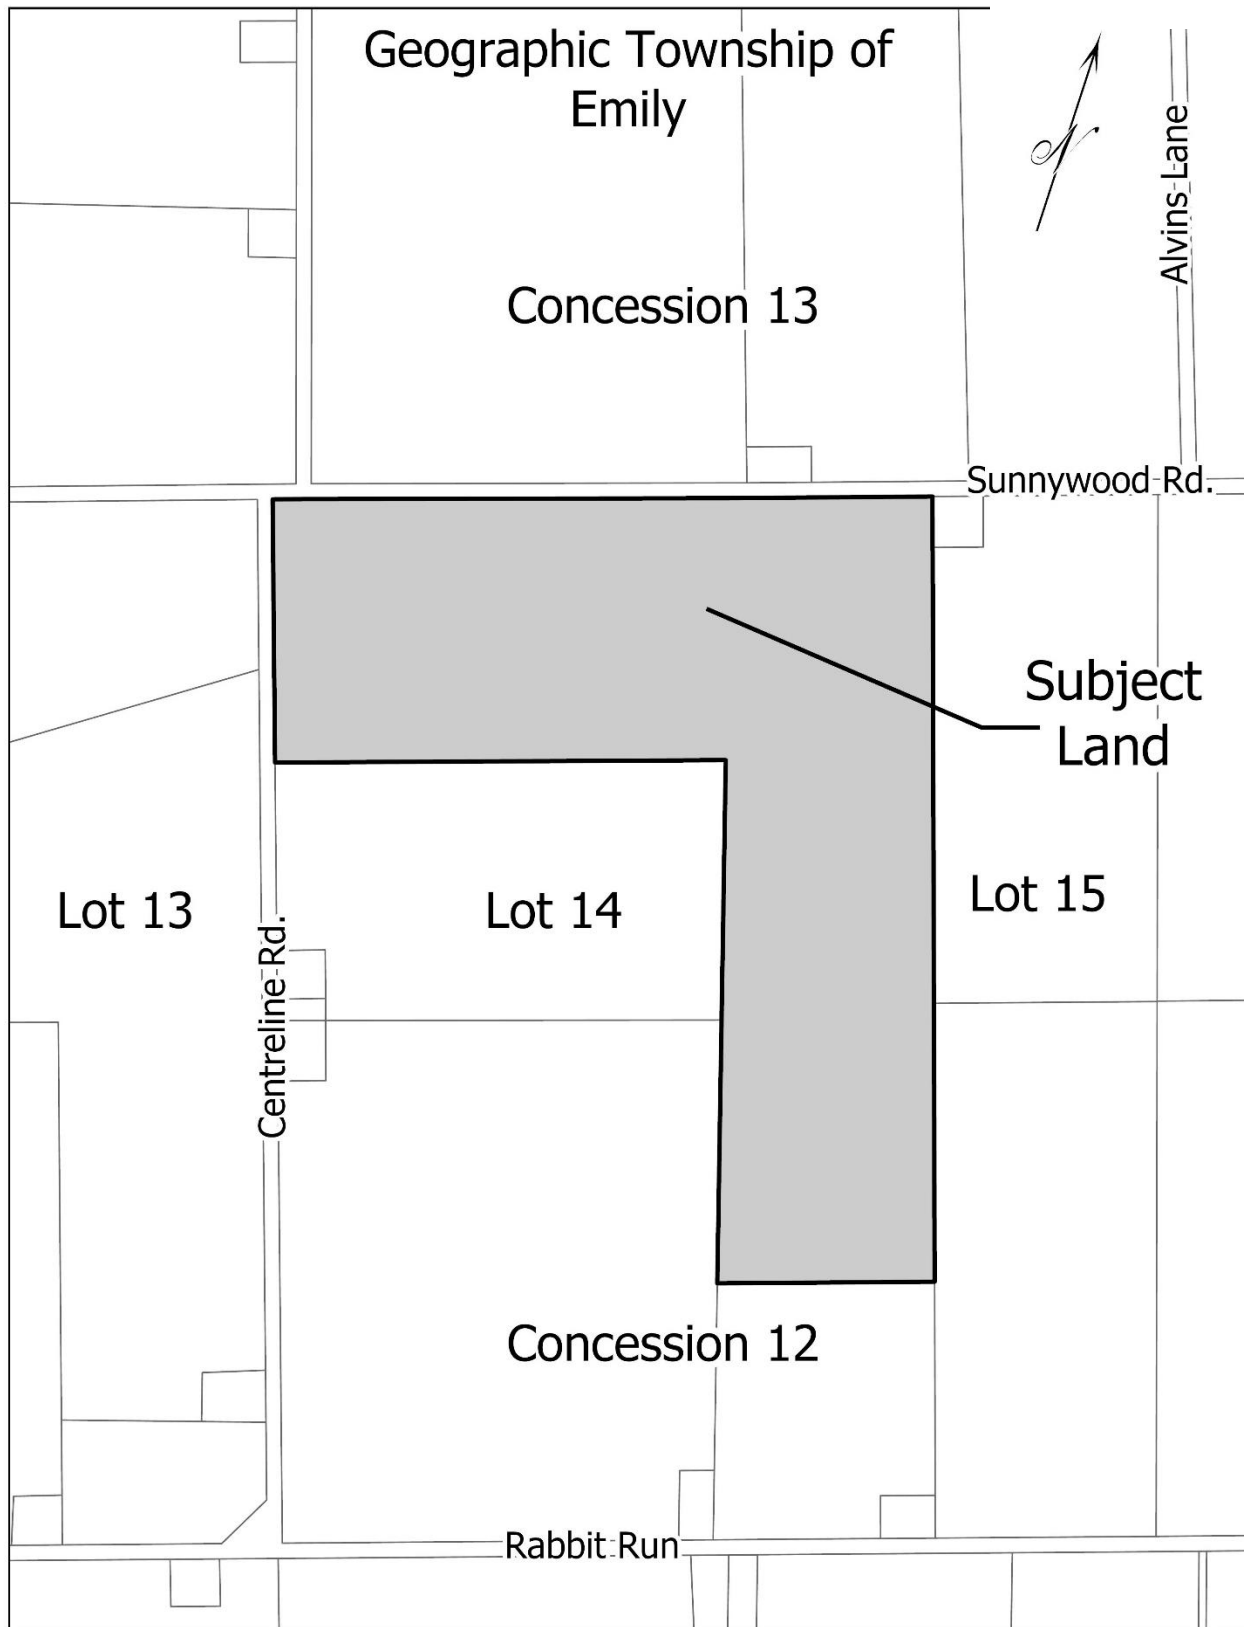 Geographic Township of
Emily
N
Alvins Lane
Concession 13
Sunnywood Rd.
Subject
Land
Lot 13
Lot 14
Lot 15
Centreline Rd.
Concession 12
Rabbit Run